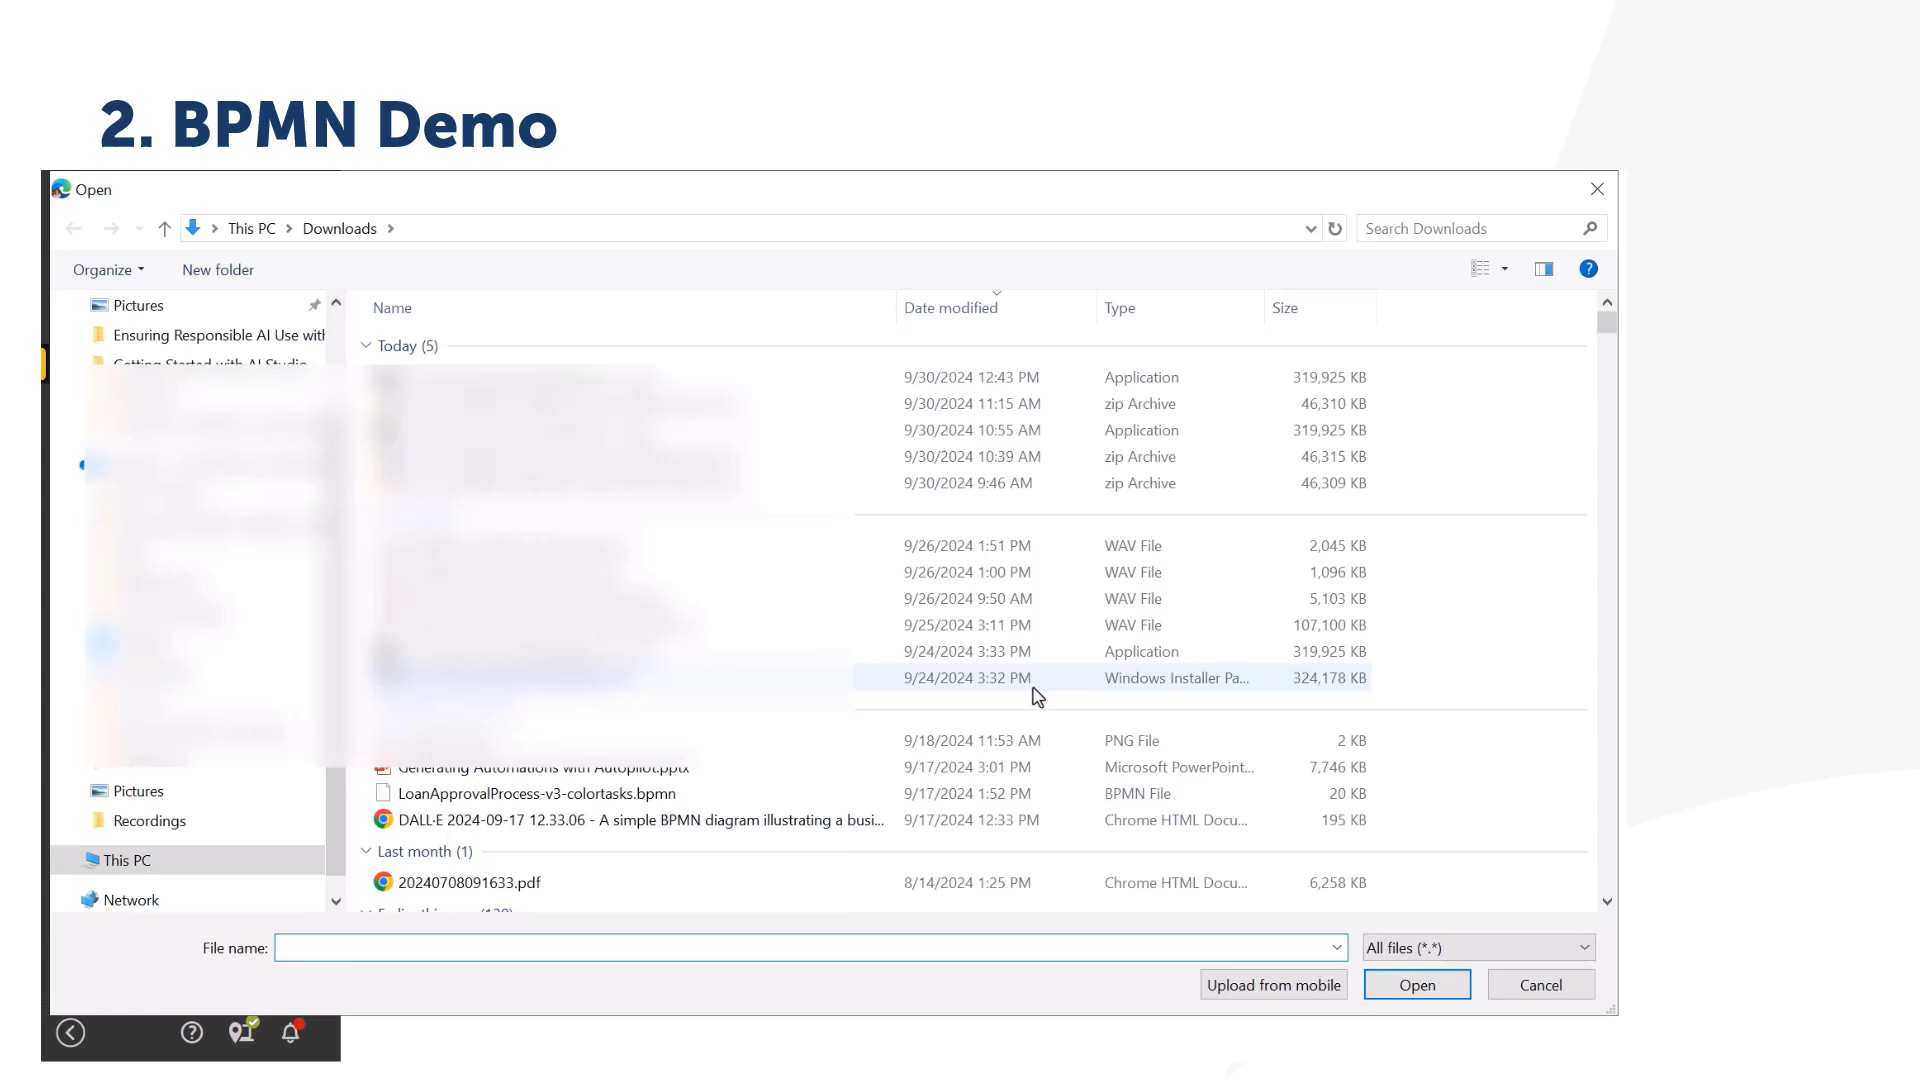 2. BPMN Demo
Open
This PC > Downloads >
Search Downloads
Organize
New folder
Name
Date modified
Type
Size
Pictures
Ensuring Responsible AI Use with
Getting Started with AI Studio
Today (5)
9/30/2024 12:43 PM Application 319,925 KB
9/30/2024 11:15 AM zip Archive 46,310 KB
9/30/2024 10:55 AM Application 319,925 KB
9/30/2024 10:39 AM zip Archive 46,315 KB
9/30/2024 9:46 AM zip Archive 46,309 KB
9/26/2024 1:51 PM WAV File 2,045 KB
9/26/2024 1:00 PM WAV File 1,096 KB
9/26/2024 9:50 AM WAV File 5,103 KB
9/25/2024 3:11 PM WAV File 107,100 KB
9/24/2024 3:33 PM Application 319,925 KB
9/24/2024 3:32 PM Windows Installer Pa... 324,178 KB
9/18/2024 11:53 AM PNG File 2 KB
Generating Automations with Autopilot.pptx 9/17/2024 3:01 PM Microsoft PowerPoint... 7,746 KB
LoanApprovalProcess-v3-colortasks.bpmn 9/17/2024 1:52 PM BPMN File 20 KB
DALL·E 2024-09-17 12.33.06 - A simple BPMN diagram illustrating a busi... 9/17/2024 12:33 PM Chrome HTML Docu... 195 KB
Last month (1)
20240708091633.pdf 8/14/2024 1:25 PM Chrome HTML Docu... 6,258 KB
Pictures
Recordings
This PC
Network
File name:
All files (*.*)
Upload from mobile
Open
Cancel